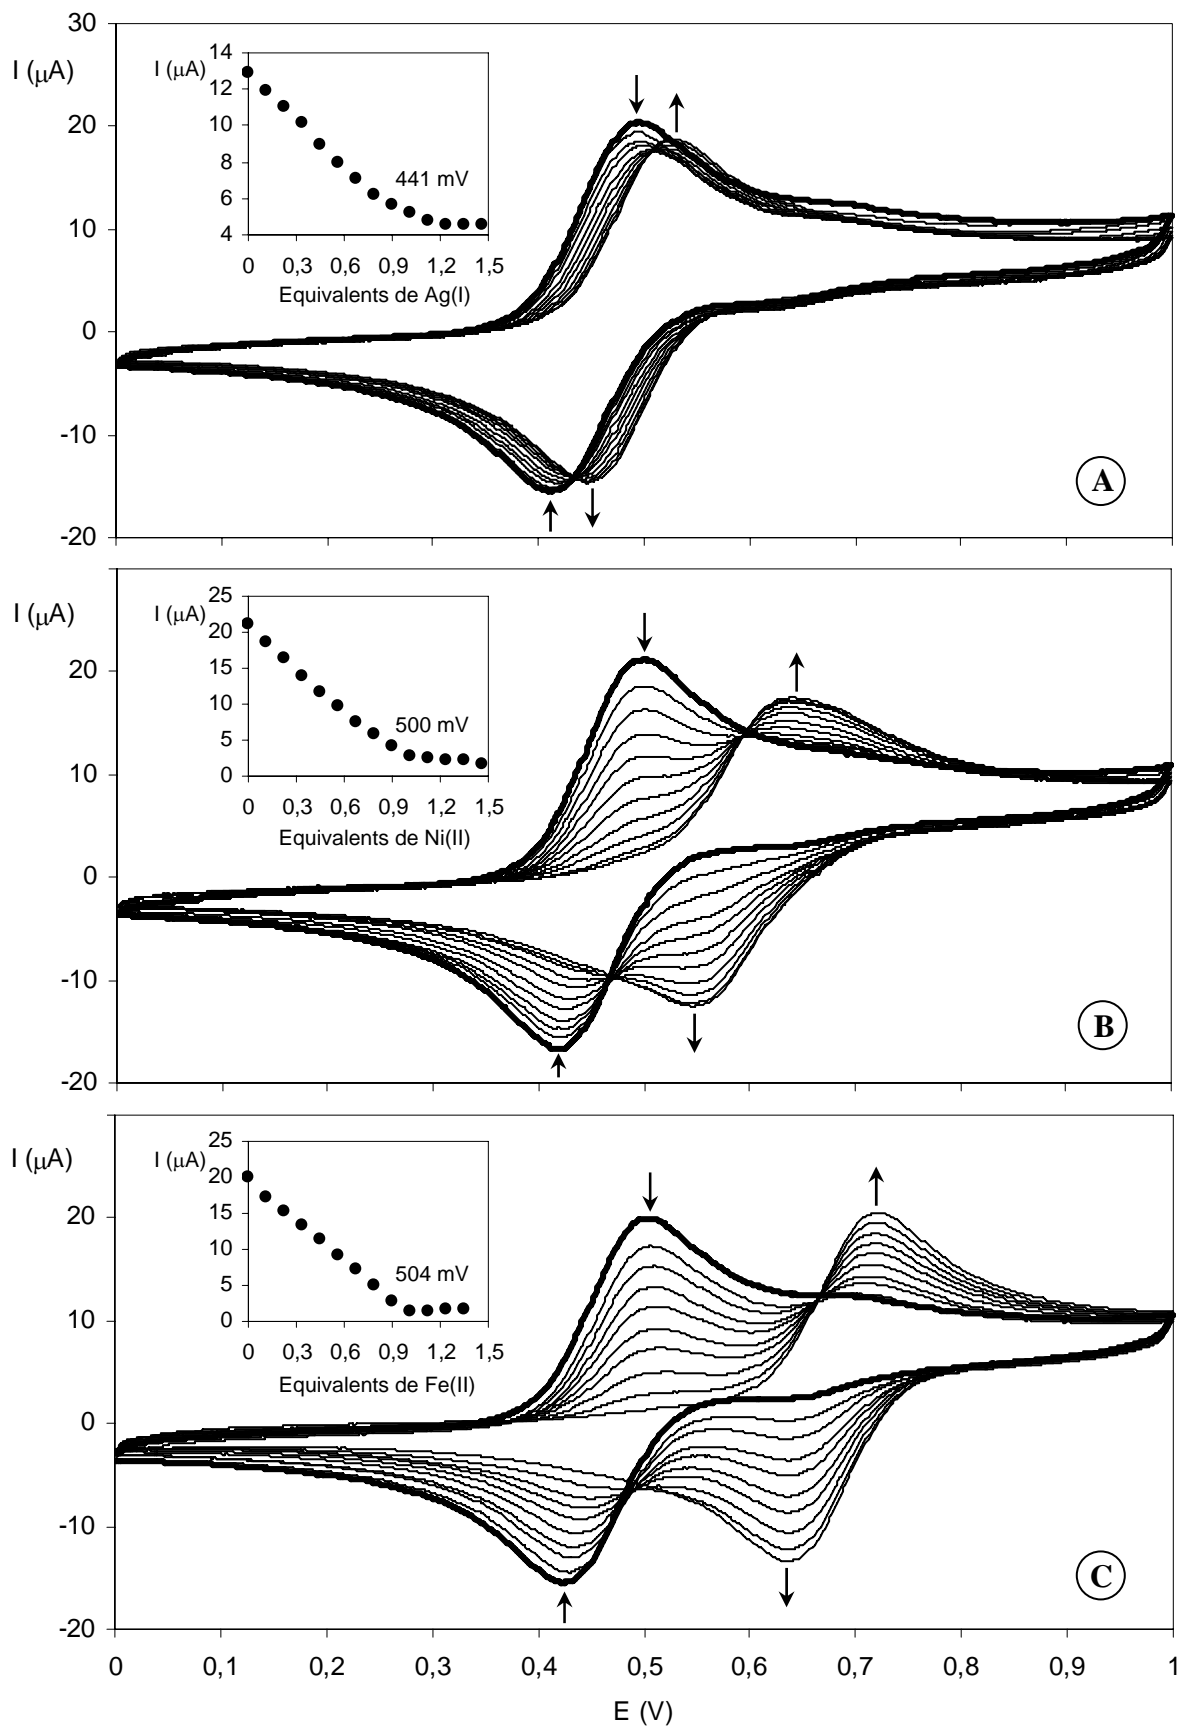 30
I (μA)
20
10
0
-10
-20
14
I (μA)
12
10
8
6
4
441 mV
0 0,3 0,6 0,9 1,2 1,5
Equivalents de Ag(I)
A
I (μA)
20
10
0
-10
-20
25
I (μA)
20
15
10
5
0
500 mV
0 0,3 0,6 0,9 1,2 1,5
Equivalents de Ni(II)
B
I (μA)
20
10
0
-10
-20
25
I (μA)
20
15
10
5
0
504 mV
0 0,3 0,6 0,9 1,2 1,5
Equivalents de Fe(II)
C
0 0,1 0,2 0,3 0,4 0,5 0,6 0,7 0,8 0,9 1
E (V)